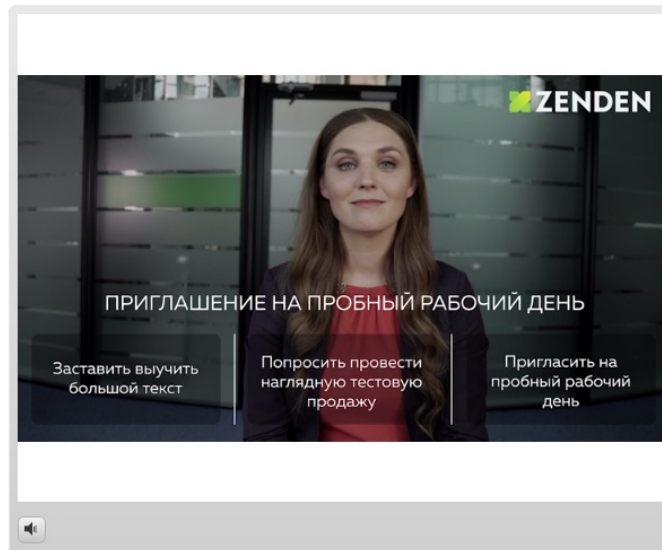 ZENDEN
ПРИГЛАШЕНИЕ НА ПРОБНЫЙ РАБОЧИЙ ДЕНЬ
Заставить выучить
большой текст
Попросить провести
наглядную тестовую
продажу
Пригласить на
пробный рабочий
день